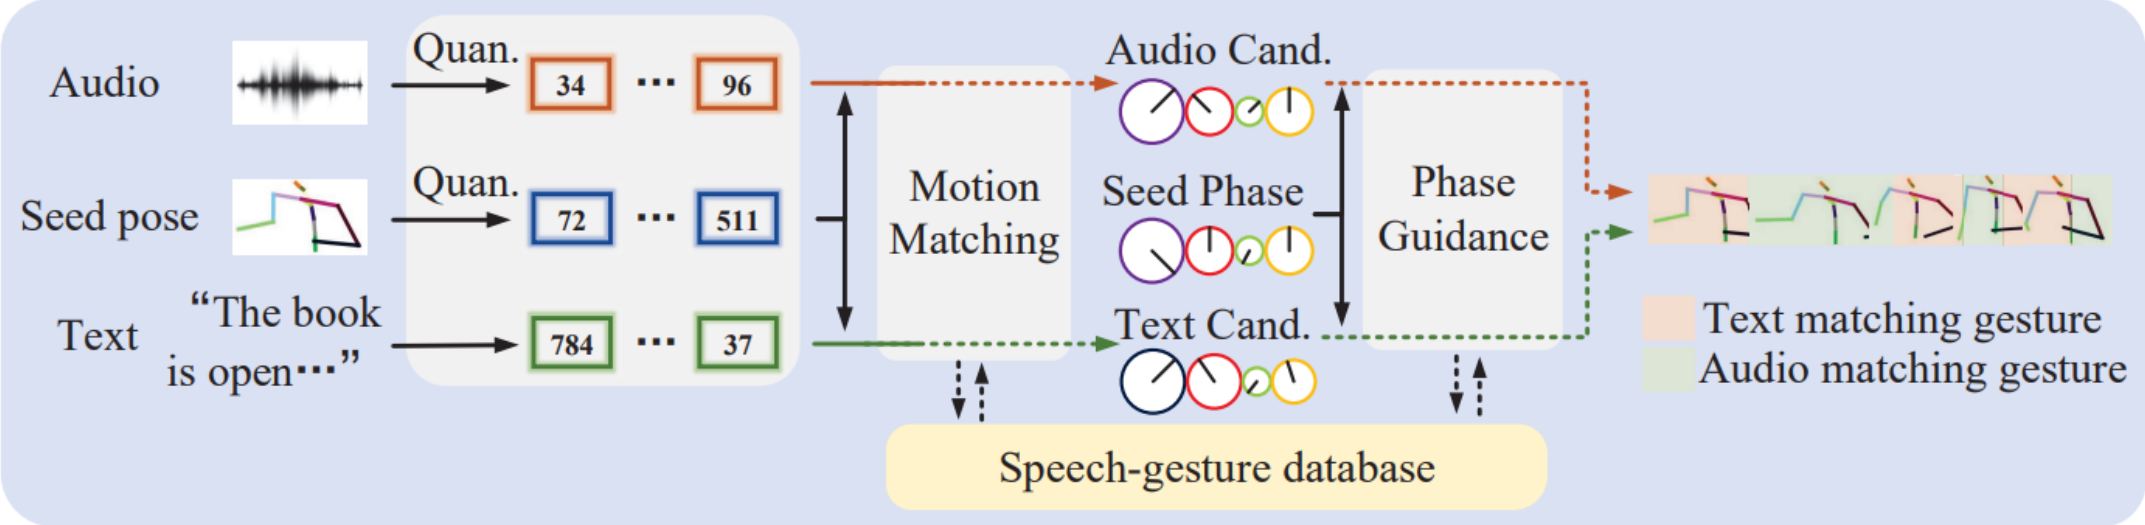 Audio
Quan.
34 ··· 96
Seed pose
Quan.
72 ··· 511
Text
“The book
is open···”
784 ··· 37
Motion
Matching
Audio Cand.
Seed Phase
Text Cand.
Phase
Guidance
Speech-gesture database
Text matching gesture
Audio matching gesture